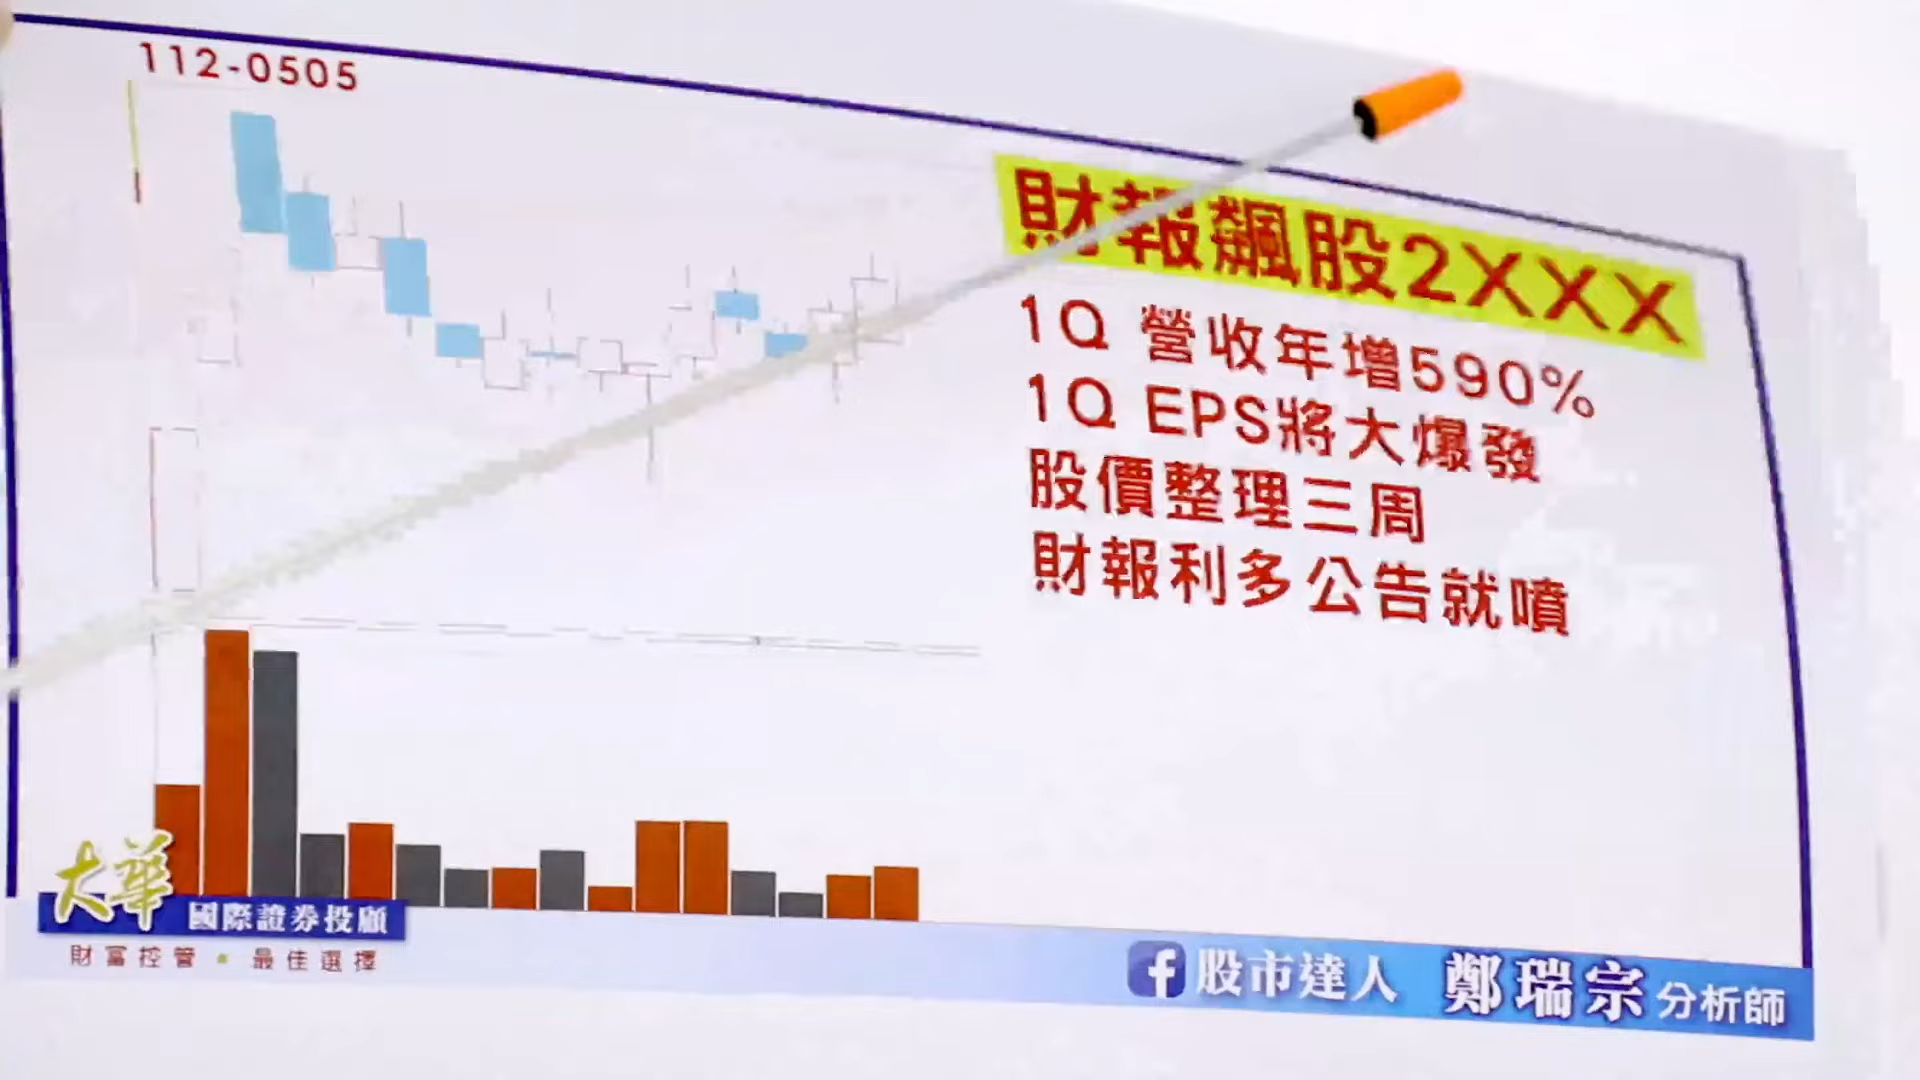 112-0505
財報飆股2XXX
1Q 營收年增590%
1Q EPS將大爆發
股價整理三周
財報利多公告就噴
大華 國際證券投顧
財富控管・最佳選擇
股市達人 鄭瑞宗 分析師